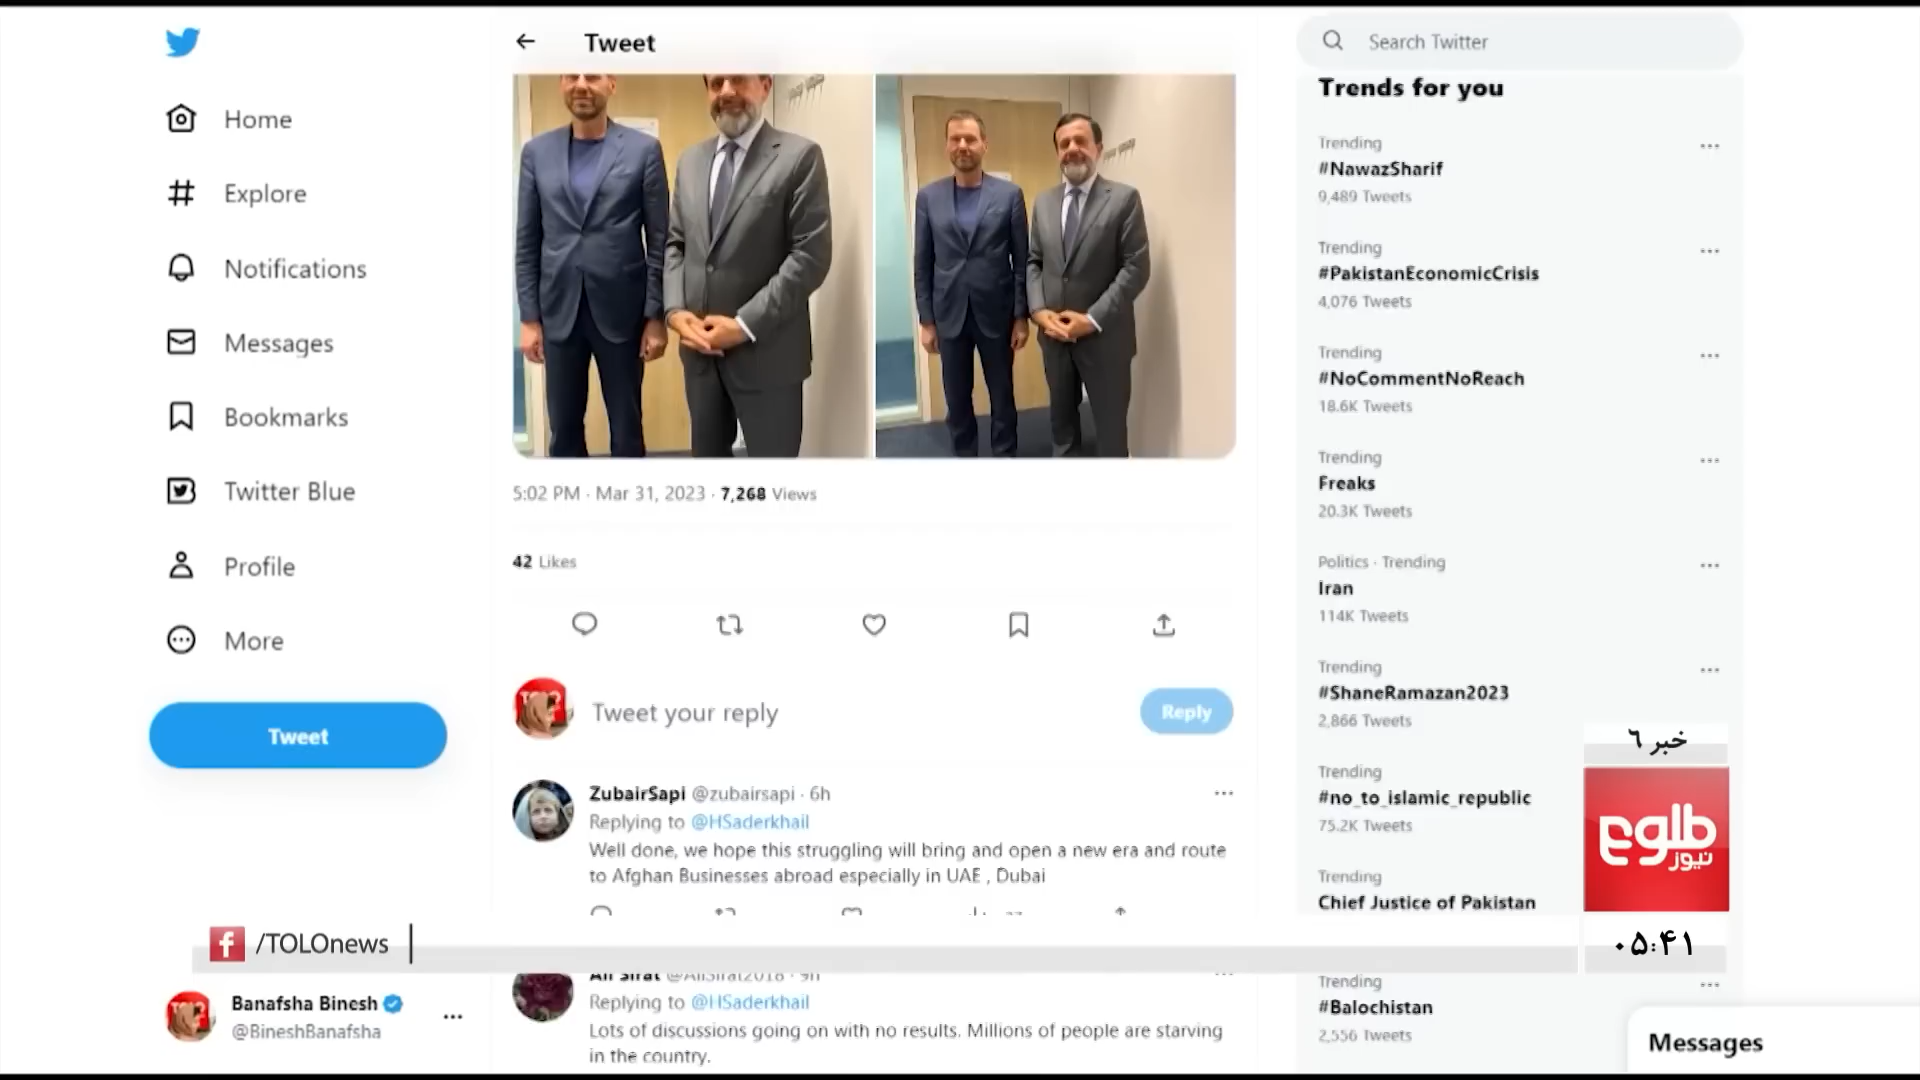 Home
Explore
Notifications
Messages
Bookmarks
Twitter Blue
Profile
More
Tweet
Banafsha Binesh
@BineshBanafsha
Tweet
5:02 PM · Mar 31, 2023 · 7,268 Views
42 Likes
Tweet your reply
Reply
ZubairSapi @zubairsapi · 6h
Replying to @HSaderkhail
Well done, we hope this struggling will bring and open a new era and route
to Afghan Businesses abroad especially in UAE , Dubai
/TOLOnews
Ali Sirat @AliSirat2018 · 9h
Replying to @HSaderkhail
Lots of discussions going on with no results. Millions of people are starving
in the country.
Search Twitter
Trends for you
Trending
#NawazSharif
9,489 Tweets
Trending
#PakistanEconomicCrisis
4,076 Tweets
Trending
#NoCommentNoReach
18.6K Tweets
Trending
Freaks
20.3K Tweets
Politics · Trending
Iran
114K Tweets
Trending
#ShaneRamazan2023
2,866 Tweets
Trending
#no_to_islamic_republic
75.2K Tweets
Trending
Chief Justice of Pakistan
Trending
#Balochistan
2,556 Tweets
خبر ٦
طلوع
نیوز
۰۵:۴۱
Messages